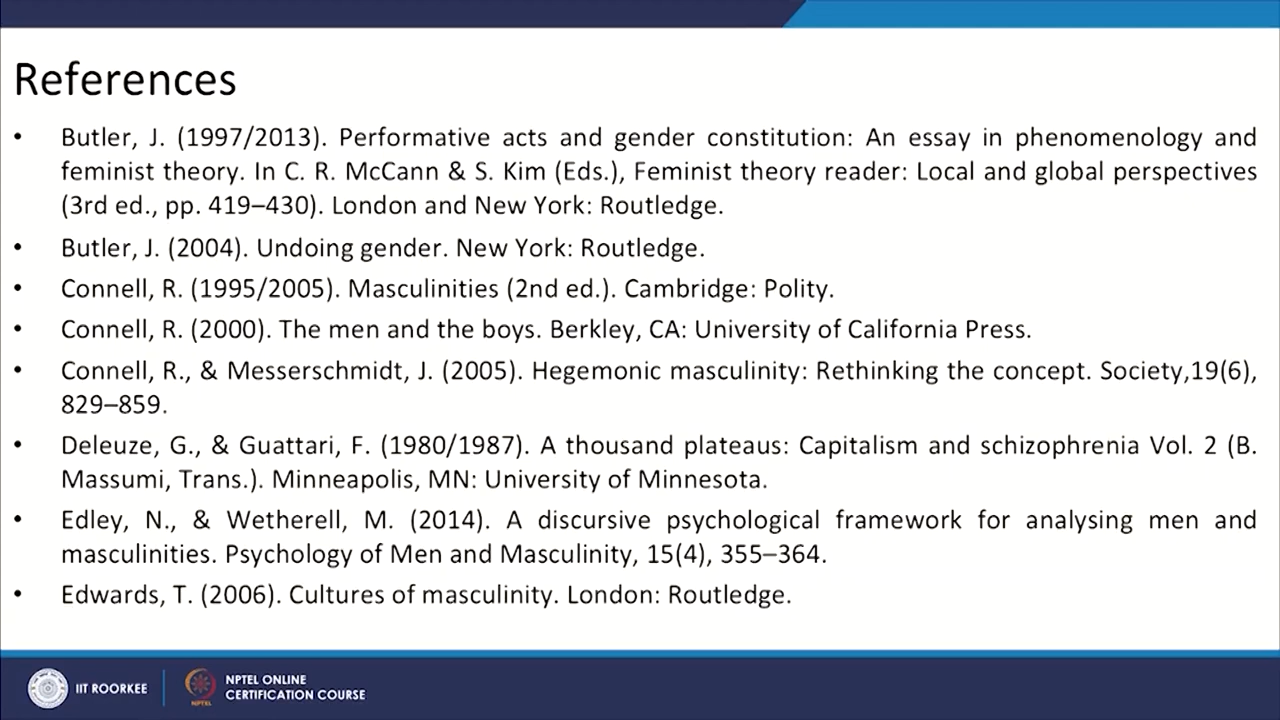 References
• Butler, J. (1997/2013). Performative acts and gender constitution: An essay in phenomenology and
feminist theory. In C. R. McCann & S. Kim (Eds.), Feminist theory reader: Local and global perspectives
(3rd ed., pp. 419–430). London and New York: Routledge.
• Butler, J. (2004). Undoing gender. New York: Routledge.
• Connell, R. (1995/2005). Masculinities (2nd ed.). Cambridge: Polity.
• Connell, R. (2000). The men and the boys. Berkley, CA: University of California Press.
• Connell, R., & Messerschmidt, J. (2005). Hegemonic masculinity: Rethinking the concept. Society,19(6),
829–859.
• Deleuze, G., & Guattari, F. (1980/1987). A thousand plateaus: Capitalism and schizophrenia Vol. 2 (B.
Massumi, Trans.). Minneapolis, MN: University of Minnesota.
• Edley, N., & Wetherell, M. (2014). A discursive psychological framework for analysing men and
masculinities. Psychology of Men and Masculinity, 15(4), 355–364.
• Edwards, T. (2006). Cultures of masculinity. London: Routledge.
IIT ROORKEE
NPTEL
NPTEL ONLINE
CERTIFICATION COURSE